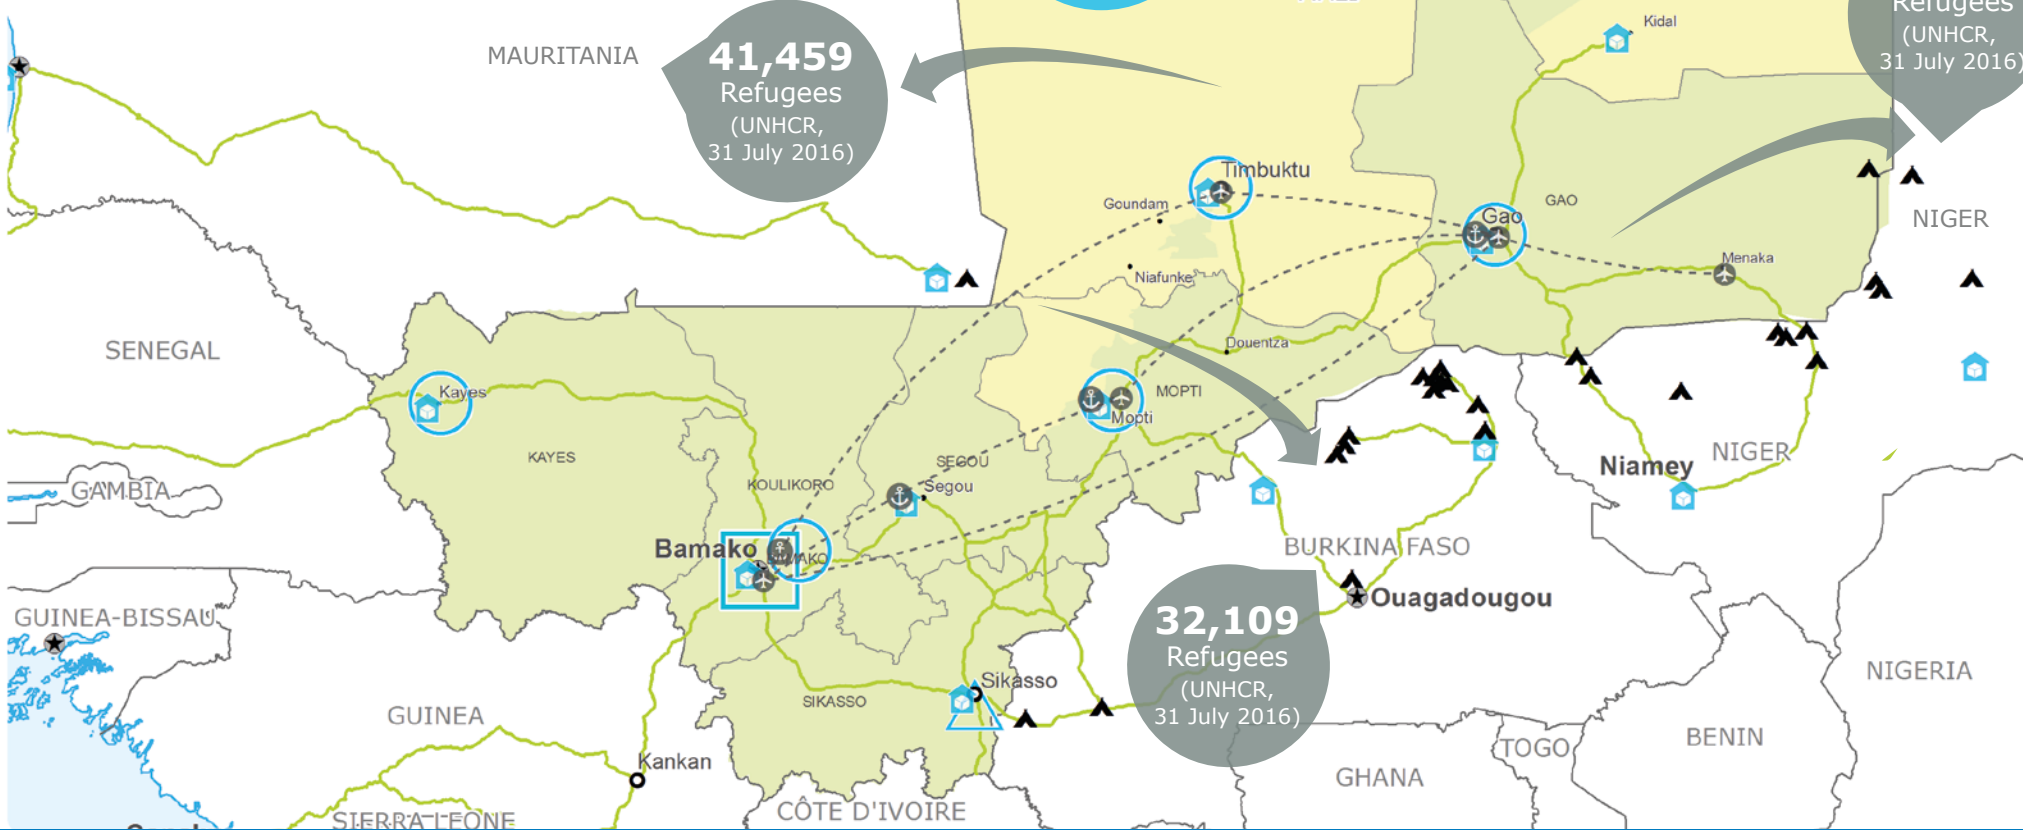 Refugees
(UNHCR,
31 July 2016)
Kidal
MAURITANIA
41,459
Refugees
(UNHCR,
31 July 2016)
Timbuktu
Goundam
GAO
Gao
NIGER
Niafunke
Menaka
SENEGAL
Douentza
Kayes
MOPTI
Mopti
KAYES
SEGOU
NIGER
Niamey
KOULIKORO
Segou
GAMBIA
Bamako
BAMAKO
BURKINA FASO
Ouagadougou
GUINEA-BISSAU
32,109
Refugees
(UNHCR,
31 July 2016)
Sikasso
SIKASSO
NIGERIA
GUINEA
Kankan
TOGO
BENIN
GHANA
CÔTE D'IVOIRE
SIERRA LEONE